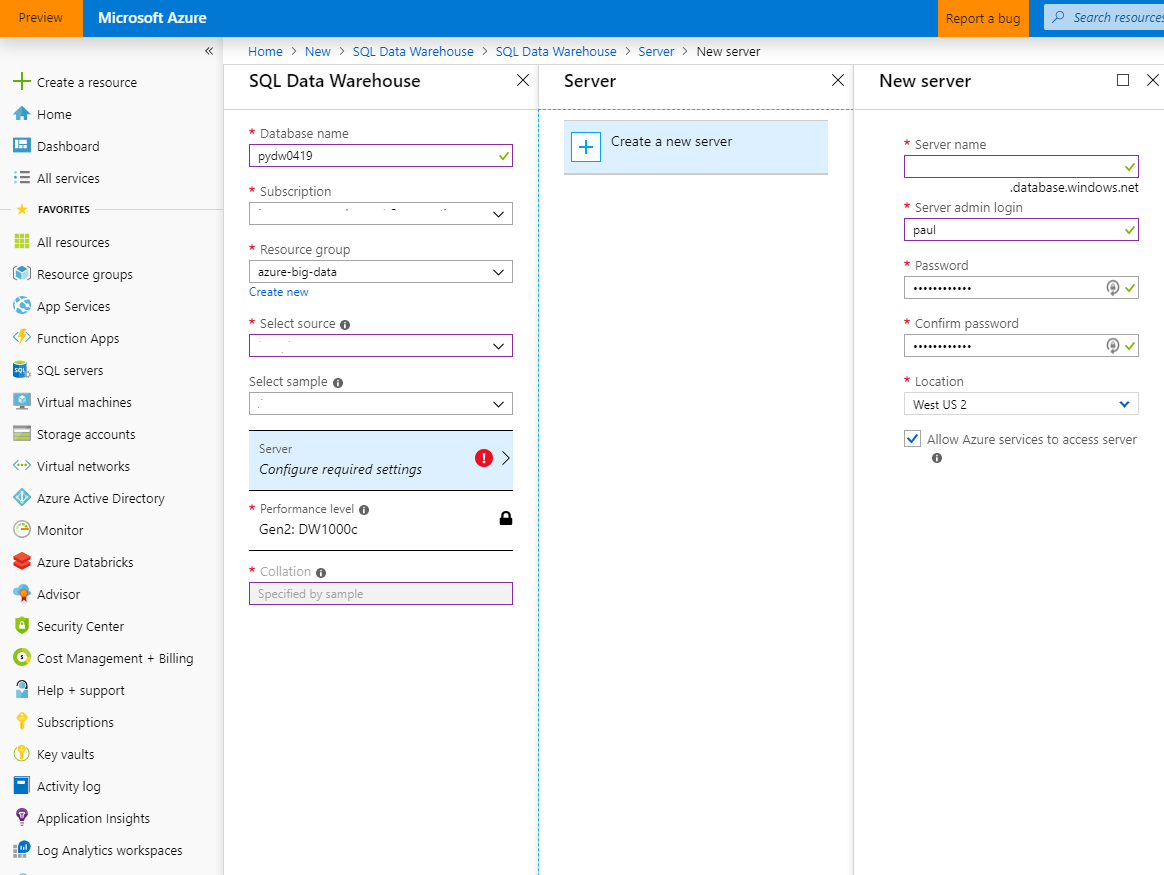 Preview
Microsoft Azure
Report a bug
Search resources
Home > New > SQL Data Warehouse > SQL Data Warehouse > Server > New server
«
Create a resource
Home
Dashboard
All services
FAVORITES
All resources
Resource groups
App Services
Function Apps
SQL servers
Virtual machines
Storage accounts
Virtual networks
Azure Active Directory
Monitor
Azure Databricks
Advisor
Security Center
Cost Management + Billing
Help + support
Subscriptions
Key vaults
Activity log
Application Insights
Log Analytics workspaces
SQL Data Warehouse
* Database name
pydw0419
* Subscription
* Resource group
azure-big-data
Create new
* Select source
Select sample
Server
Configure required settings
* Performance level
Gen2: DW1000c
* Collation
Specified by sample
Server
Create a new server
New server
* Server name
.database.windows.net
* Server admin login
paul
* Password
••••••••••••
* Confirm password
••••••••••••
* Location
West US 2
Allow Azure services to access server